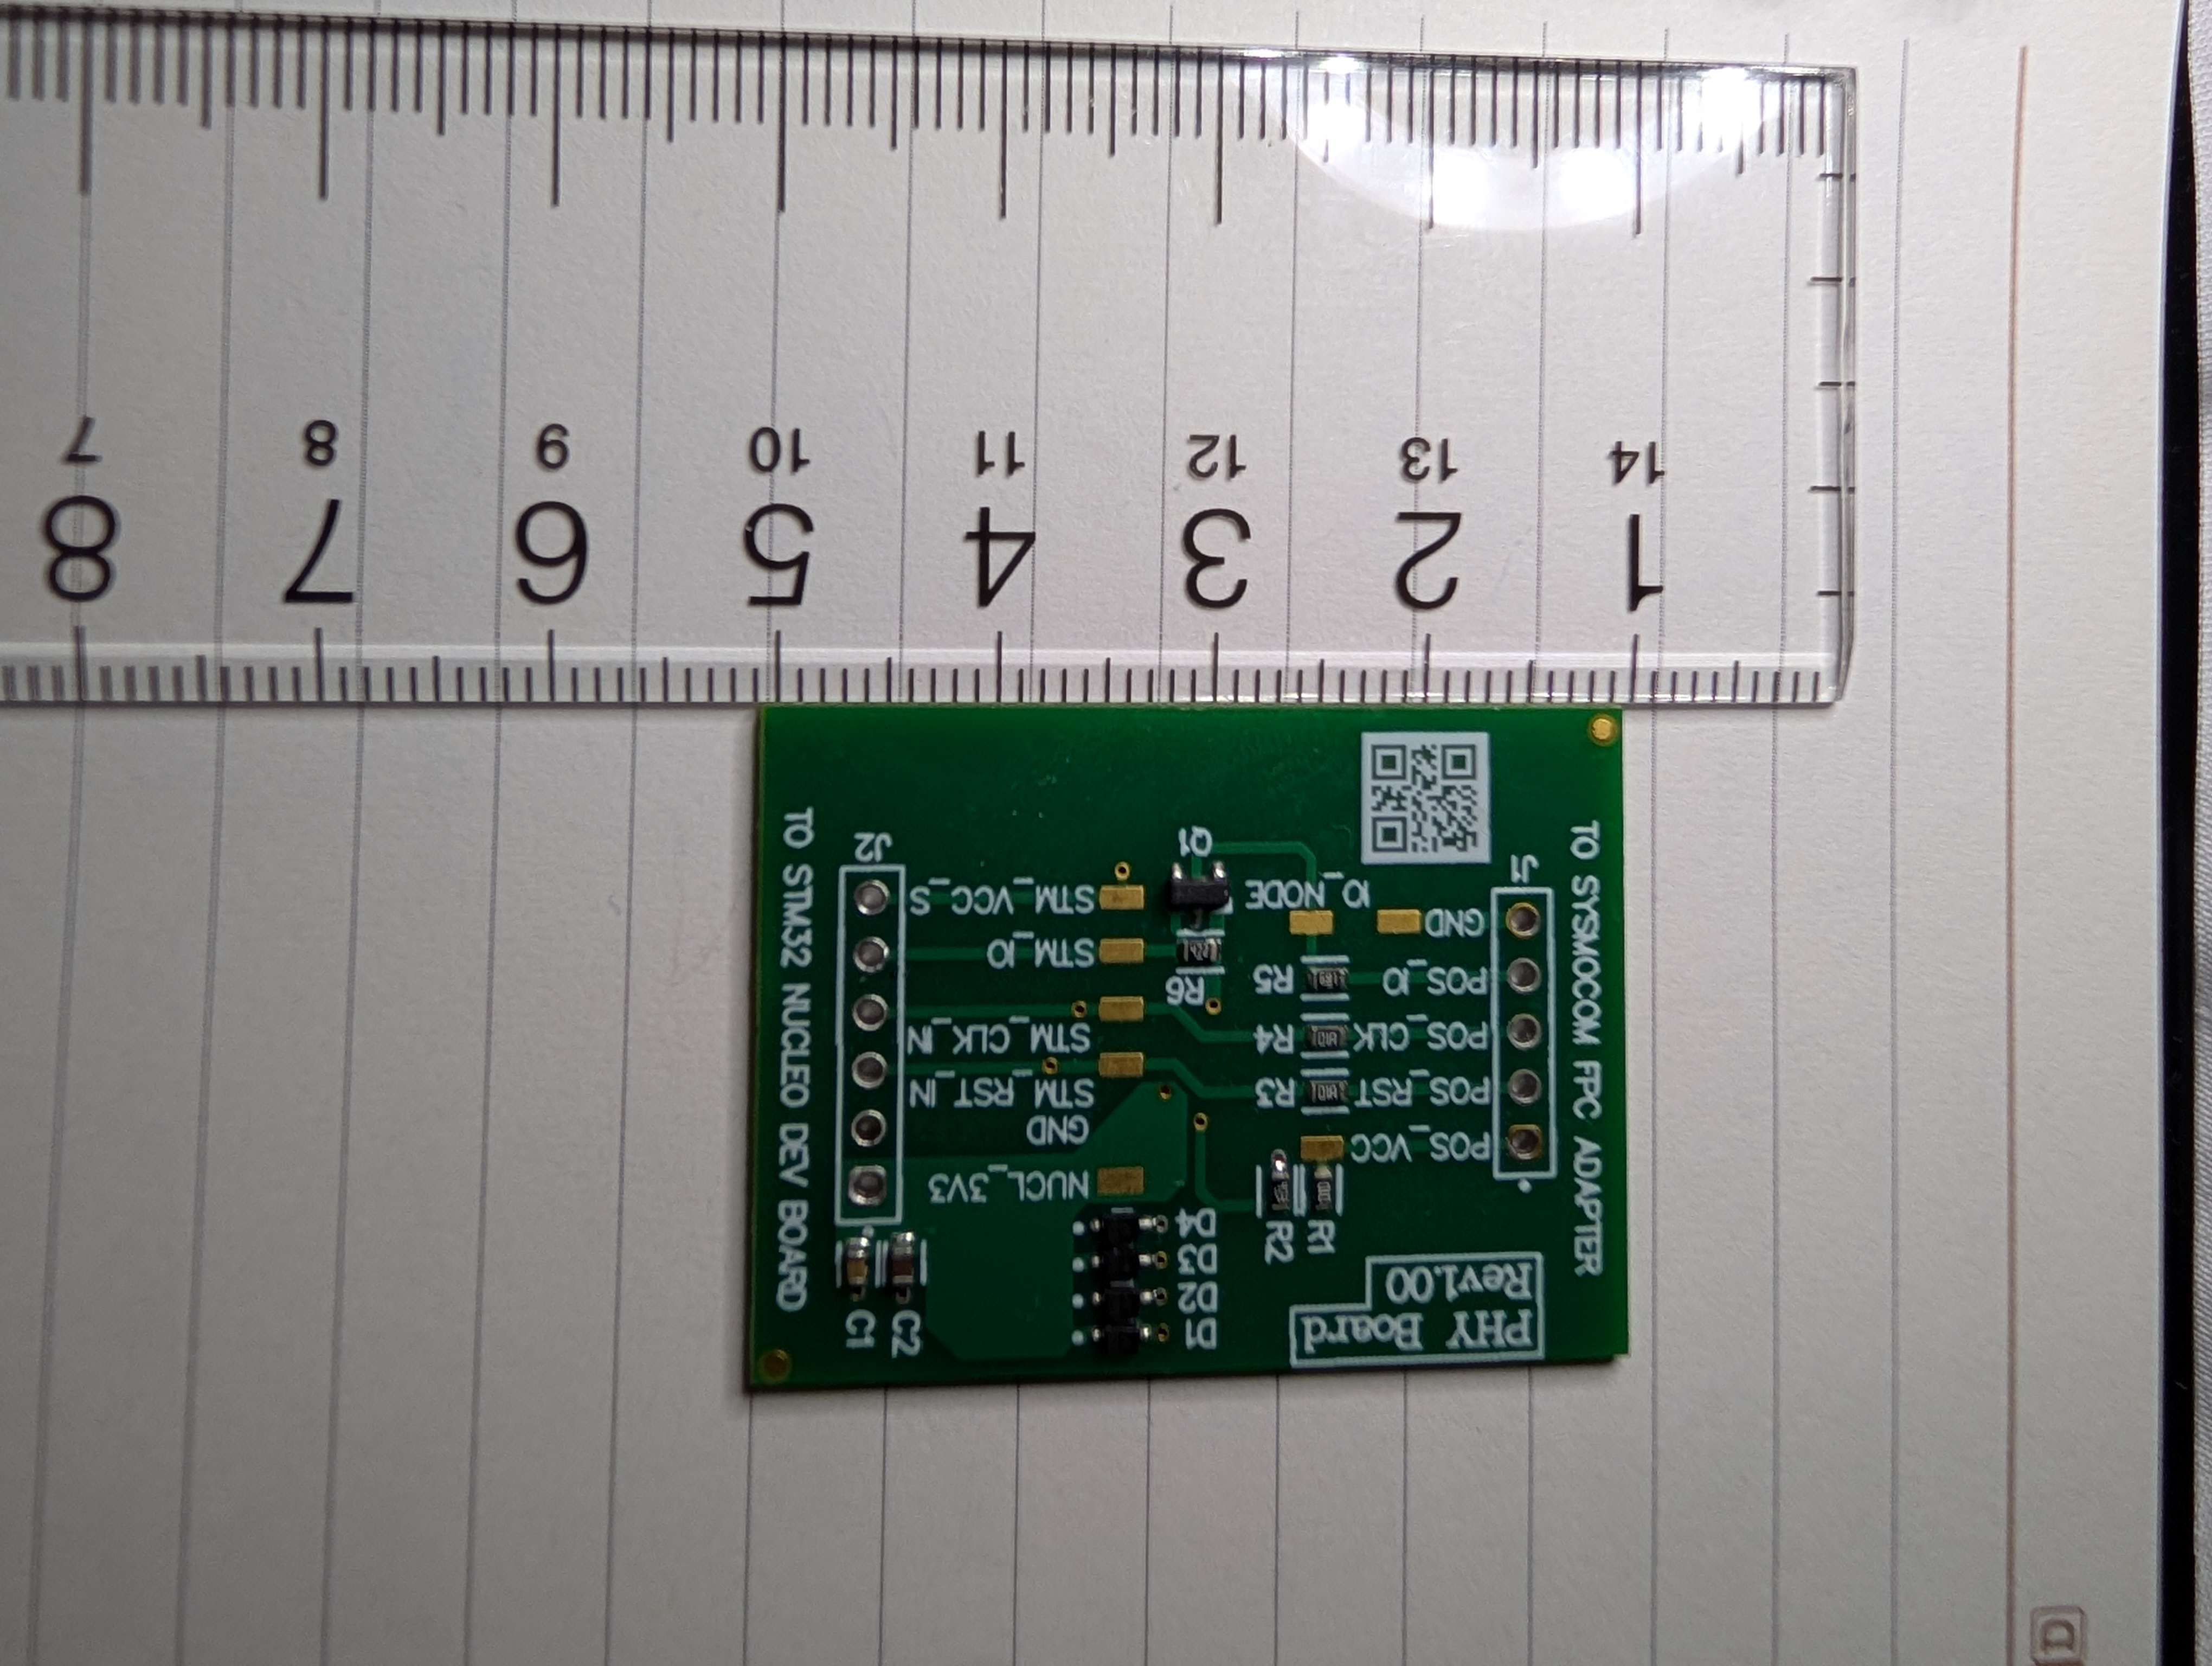 PHY Board
Rev1.00
D1
D2
D3
D4
C2
C1
R1
R2
TO SYSMOCOM FPC ADAPTER
POS_VCC
POS_RST
POS_CLK
POS_IO
GND
J1
R3
01A
R4
01A
R5
IO_NODE
R6
Q1
NUCL_3V3
GND
STM_RST_IN
STM_CLK_IN
STM_IO
STM_VCC_S
J2
TO STM32 NUCLEO DEV BOARD
1 2 3 4 5 6 7 8
14 13 12 11 10 9 8 7
D